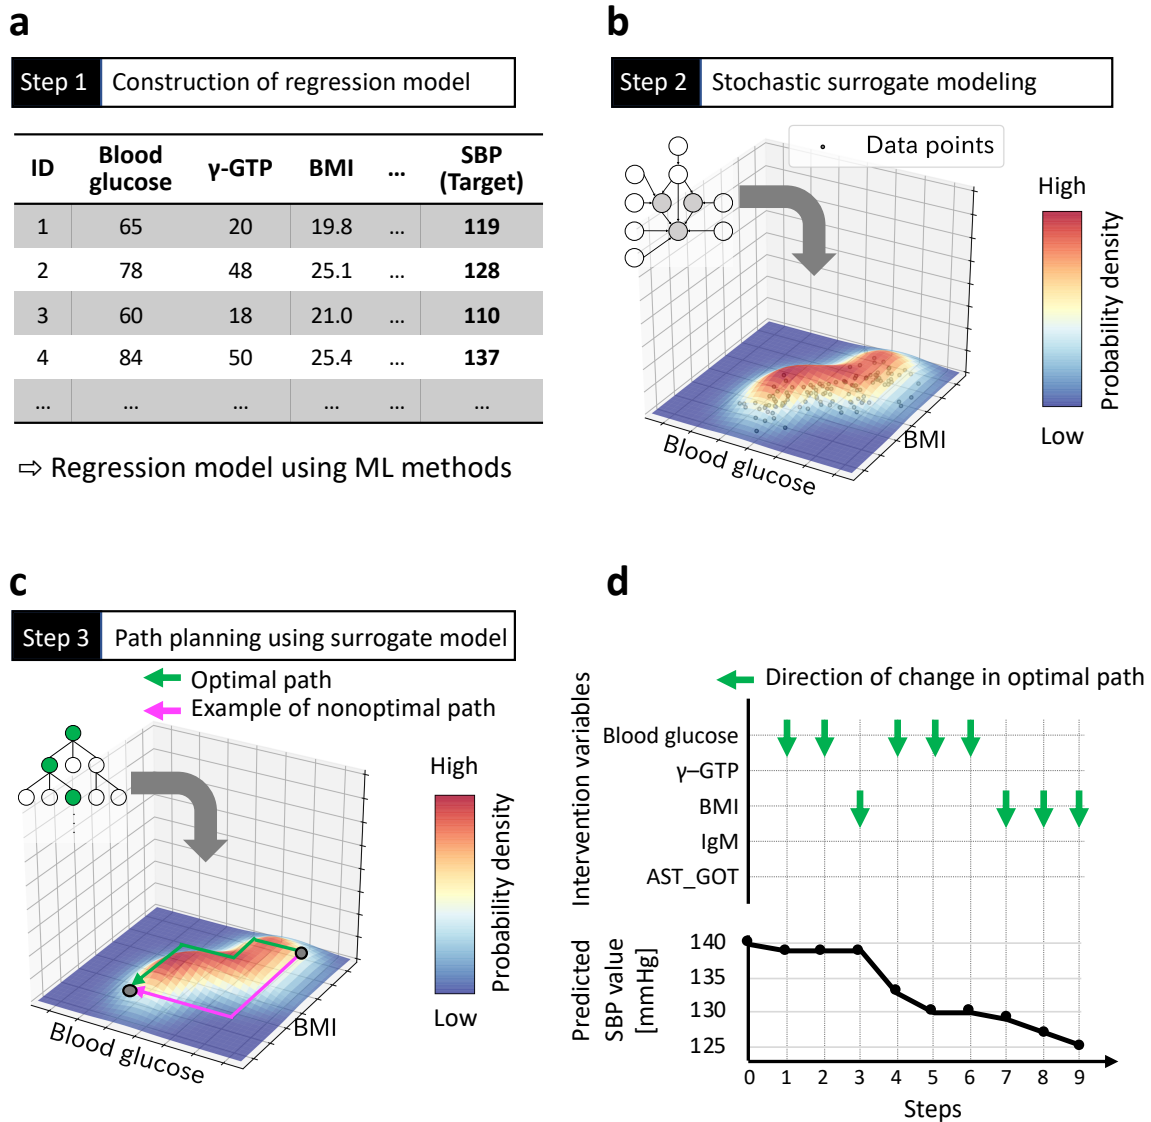 a
Step 1 Construction of regression model
ID Blood glucose γ-GTP BMI ... SBP (Target)
1 65 20 19.8 ... 119
2 78 48 25.1 ... 128
3 60 18 21.0 ... 110
4 84 50 25.4 ... 137
... ... ... ... ... ...
⇨ Regression model using ML methods
b
Step 2 Stochastic surrogate modeling
Data points
High
Probability density
Low
Blood glucose
BMI
c
Step 3 Path planning using surrogate model
Optimal path
Example of nonoptimal path
High
Probability density
Low
Blood glucose
BMI
d
Direction of change in optimal path
Intervention variables
Blood glucose
γ–GTP
BMI
IgM
AST_GOT
Predicted
SBP value
[mmHg]
140
135
130
125
0 1 2 3 4 5 6 7 8 9
Steps